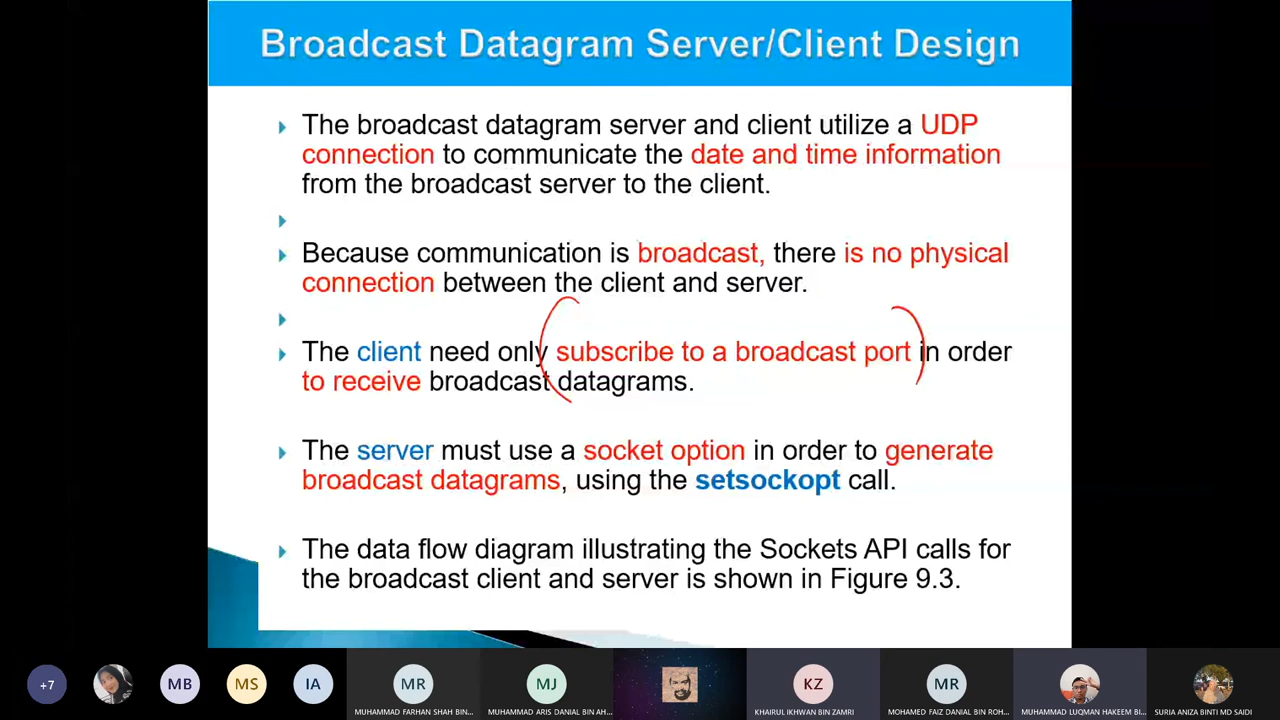 Broadcast Datagram Server/Client Design
The broadcast datagram server and client utilize a UDP
connection to communicate the date and time information
from the broadcast server to the client.
Because communication is broadcast, there is no physical
connection between the client and server.
The client need only subscribe to a broadcast port in order
to receive broadcast datagrams.
The server must use a socket option in order to generate
broadcast datagrams, using the setsockopt call.
The data flow diagram illustrating the Sockets API calls for
the broadcast client and server is shown in Figure 9.3.
+7
MB
MS
IA
MR
MJ
KZ
MR
MUHAMMAD FARHAN SHAH BIN...
MUHAMMAD ARIS DANIAL BIN AH...
KHAIRUL IKHWAN BIN ZAMRI
MOHAMED FAIZ DANIAL BIN ROH...
MUHAMMAD LUQMAN HAKEEM BI...
SURIA ANIZA BINTI MD SAIDI